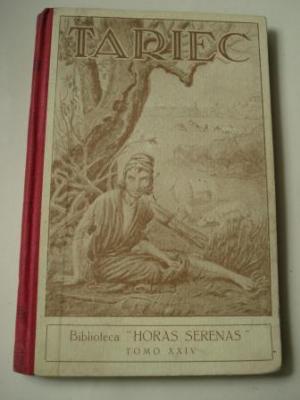 TARIEC
Biblioteca "HORAS SERENAS"
TOMO XXIV